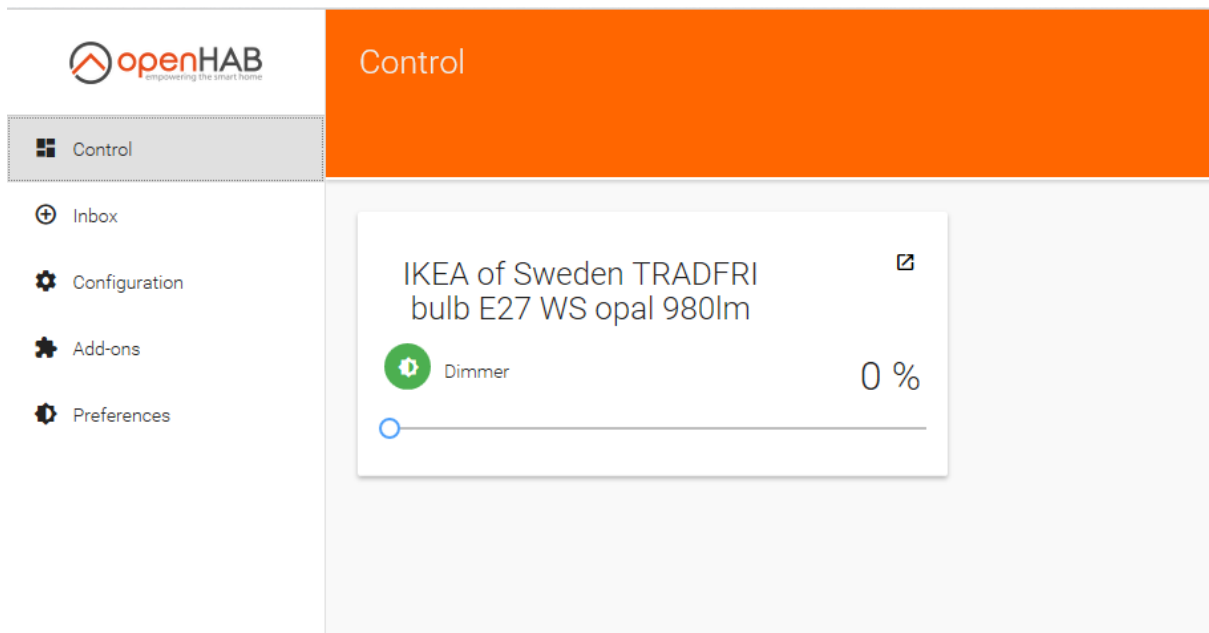 openHAB
empowering the smart home
Control
Control
Inbox
Configuration
Add-ons
Preferences
IKEA of Sweden TRADFRI
bulb E27 WS opal 980lm
Dimmer
0 %